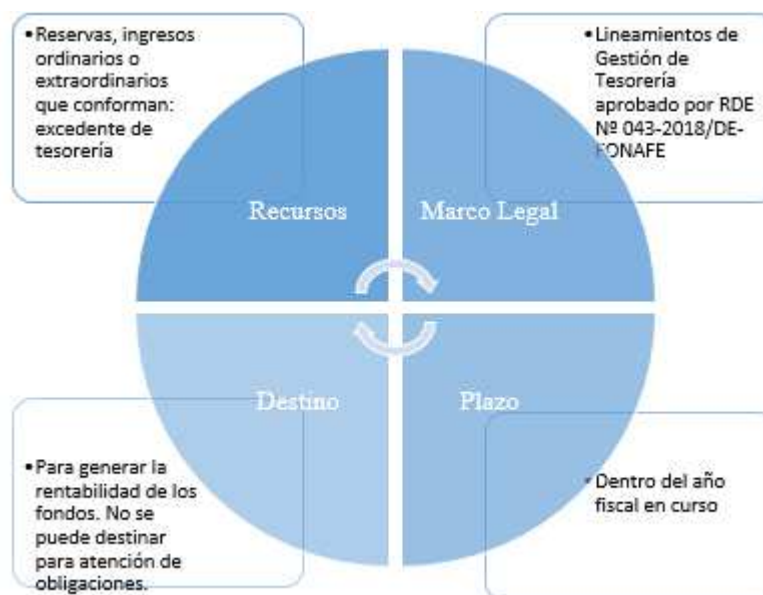 •Reservas, ingresos
ordinarios o
extraordinarios
que conforman:
excedente de
tesorería
•Lineamientos de
Gestión de
Tesorería
aprobado por RDE
Nº 043-2018/DE-
FONAFE
Recursos
Marco Legal
Destino
Plazo
•Para generar la
rentabilidad de los
fondos. No se
puede destinar
para atención de
obligaciones.
•Dentro del año
fiscal en curso